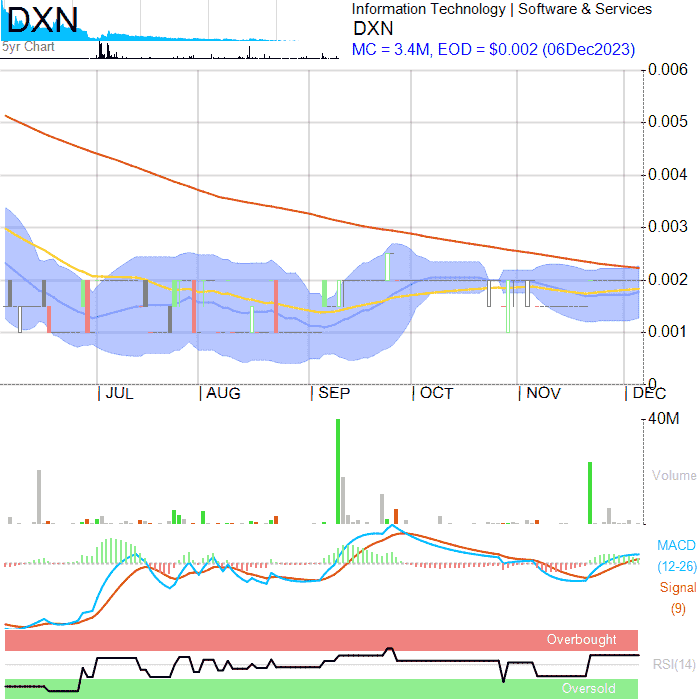 DXN
5yr Chart
Information Technology | Software & Services
DXN
MC = 3.4M, EOD = $0.002 (06Dec2023)
0.006
0.005
0.004
0.003
0.002
0.001
0
JUL AUG SEP OCT NOV DEC
40M
Volume
MACD
(12-26)
Signal
(9)
Overbought
RSI(14)
Oversold